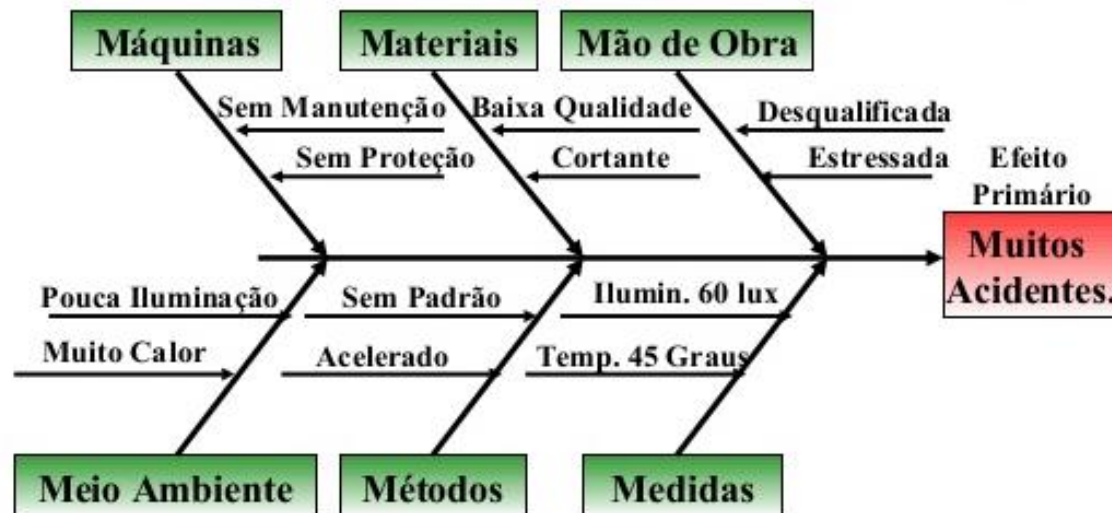 Máquinas
Materiais
Mão de Obra
Sem Manutenção
Baixa Qualidade
Desqualificada
Sem Proteção
Cortante
Estressada
Efeito
Primário
Muitos
Acidentes.
Pouca Iluminação
Sem Padrão
Ilumin. 60 lux
Muito Calor
Acelerado
Temp. 45 Graus
Meio Ambiente
Métodos
Medidas